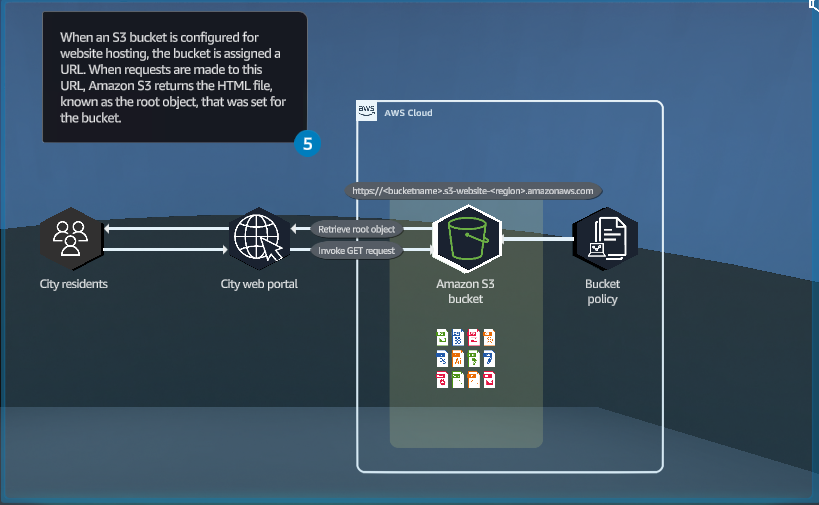 When an S3 bucket is configured for
website hosting, the bucket is assigned a
URL. When requests are made to this
URL, Amazon S3 returns the HTML file,
known as the root object, that was set for
the bucket.
5
aws
AWS Cloud
https://<bucketname>.s3-website-<region>.amazonaws.com
Retrieve root object
Invoke GET request
City residents
City web portal
Amazon S3
bucket
Bucket
policy
Ai